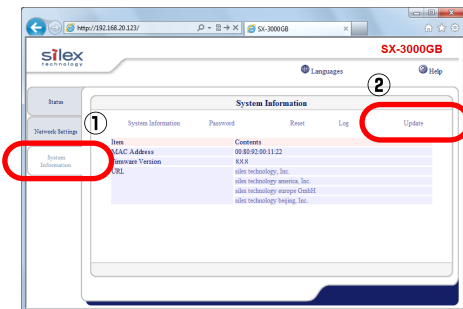 http://192.168.20.123/
SX-3000GB
silex
technology
SX-3000GB
Languages
Help
②
Status
System Information
①
System Information
Password
Reset
Log
Update
Network Settings
Item
Contents
MAC Address
00:80:92:00:11:22
System
Information
Firmware Version
X.X.X
URL
silex technology, Inc.
silex technology america, Inc.
silex technology europe GmbH
silex technology beijing, Inc.